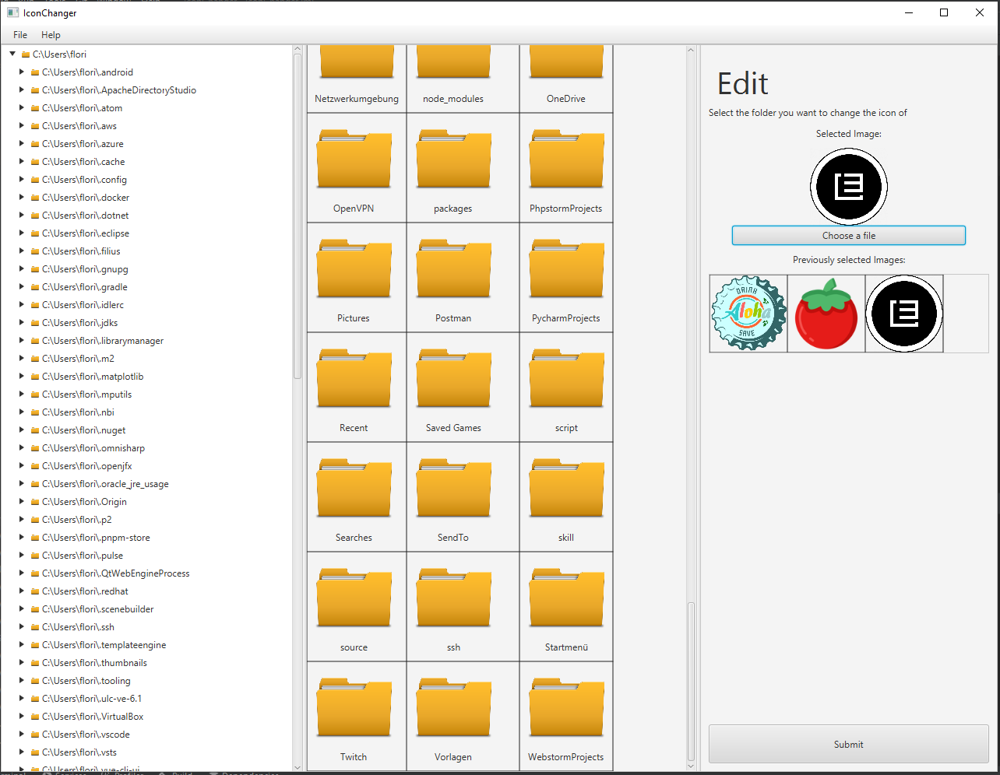 IconChanger
File Help
C:\Users\flori
C:\Users\flori\.android
C:\Users\flori\.ApacheDirectoryStudio
C:\Users\flori\.atom
C:\Users\flori\.aws
C:\Users\flori\.azure
C:\Users\flori\.cache
C:\Users\flori\.config
C:\Users\flori\.docker
C:\Users\flori\.dotnet
C:\Users\flori\.eclipse
C:\Users\flori\.filius
C:\Users\flori\.gnupg
C:\Users\flori\.gradle
C:\Users\flori\.idlerc
C:\Users\flori\.jdks
C:\Users\flori\.librarymanager
C:\Users\flori\.m2
C:\Users\flori\.matplotlib
C:\Users\flori\.mputils
C:\Users\flori\.nbi
C:\Users\flori\.nuget
C:\Users\flori\.omnisharp
C:\Users\flori\.openjfx
C:\Users\flori\.oracle_jre_usage
C:\Users\flori\.Origin
C:\Users\flori\.p2
C:\Users\flori\.pnpm-store
C:\Users\flori\.pulse
C:\Users\flori\.QtWebEngineProcess
C:\Users\flori\.redhat
C:\Users\flori\.scenebuilder
C:\Users\flori\.ssh
C:\Users\flori\.templateengine
C:\Users\flori\.thumbnails
C:\Users\flori\.tooling
C:\Users\flori\.ulc-ve-6.1
C:\Users\flori\.VirtualBox
C:\Users\flori\.vscode
C:\Users\flori\.vsts
C:\Users\flori\.vue-cli-ui
Netzwerkumgebung node_modules OneDrive
OpenVPN packages PhpstormProjects
Pictures Postman PycharmProjects
Recent Saved Games script
Searches SendTo skill
source ssh Startmenü
Twitch Vorlagen WebstormProjects
Edit
Select the folder you want to change the icon of
Selected Image:
Choose a file
Previously selected Images:
DRINK
Aloha
SAVE
Submit